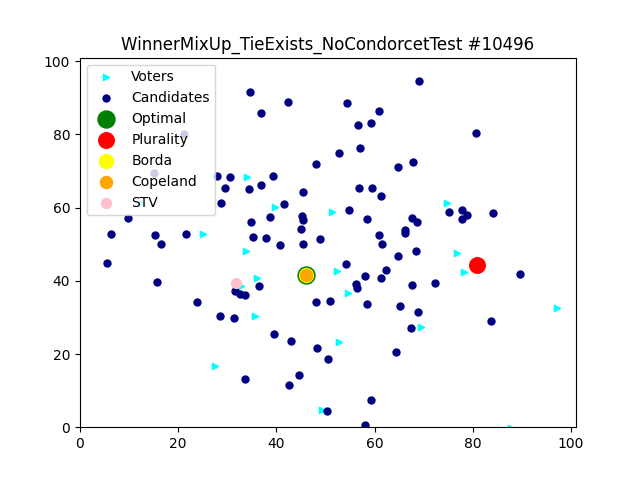 WinnerMixUp_TieExists_NoCondorcetTest #10496
100
80
60
40
20
0
0
20
40
60
80
100
Voters
Candidates
Optimal
Plurality
Borda
Copeland
STV